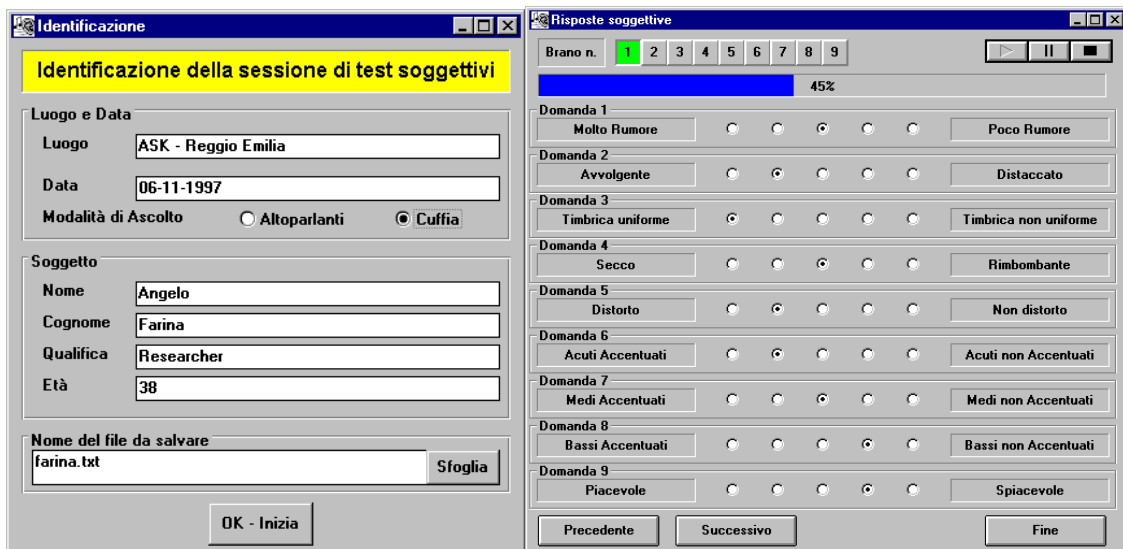 Identificazione
Identificazione della sessione di test soggettivi
Luogo e Data
Luogo ASK - Reggio Emilia
Data 06-11-1997
Modalità di Ascolto Altoparlanti Cuffia
Soggetto
Nome Angelo
Cognome Farina
Qualifica Researcher
Età 38
Nome del file da salvare
farina.txt Sfoglia
OK - Inizia
Risposte soggettive
Brano n. 1 2 3 4 5 6 7 8 9
45%
Domanda 1
Molto Rumore Poco Rumore
Domanda 2
Avvolgente Distaccato
Domanda 3
Timbrica uniforme Timbrica non uniforme
Domanda 4
Secco Rimbombante
Domanda 5
Distorto Non distorto
Domanda 6
Acuti Accentuati Acuti non Accentuati
Domanda 7
Medi Accentuati Medi non Accentuati
Domanda 8
Bassi Accentuati Bassi non Accentuati
Domanda 9
Piacevole Spiacevole
Precedente Successivo Fine